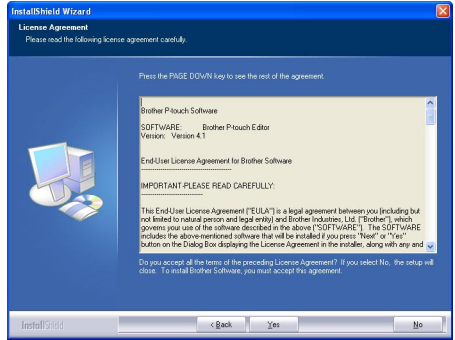 InstallShield Wizard
License Agreement
Please read the following license agreement carefully.
Press the PAGE DOWN key to see the rest of the agreement.
Brother P-touch Software
SOFTWARE: Brother P-touch Editor
Version: Version 4.1
End-User License Agreement for Brother Software
-----------------------------------
IMPORTANT-PLEASE READ CAREFULLY:
------------------------
This End-User License Agreement ("EULA") is a legal agreement between you (including but
not limited to natural person and legal entity) and Brother Industries, Ltd. ("Brother"), which
governs your use of the software described in the above ("SOFTWARE"). The SOFTWARE
includes the above-mentioned software that will be installed if you press "Next" or "Yes"
button on the Dialog Box displaying the License Agreement in the installer, along with any and
Do you accept all the terms of the preceding License Agreement? If you select No, the setup will
close. To install Brother Software, you must accept this agreement.
InstallShield
< Back Yes No